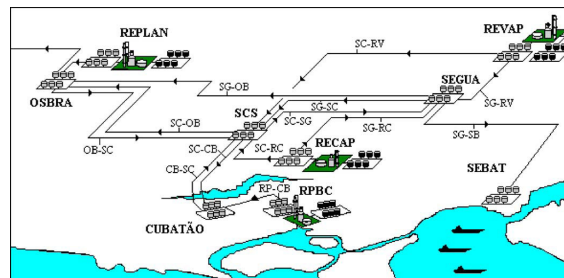 REPLAN
REVAP
SC-RV
OSBRA
SG-OB
SEGUA
SC-OB
SCS
SG-SC
SC-SG
SG-RV
OB-SC
SC-CB
SC-RC
SG-RC
SG-SB
CB-SC
RECAP
SEBAT
RP-CB
RPBC
CUBATÃO